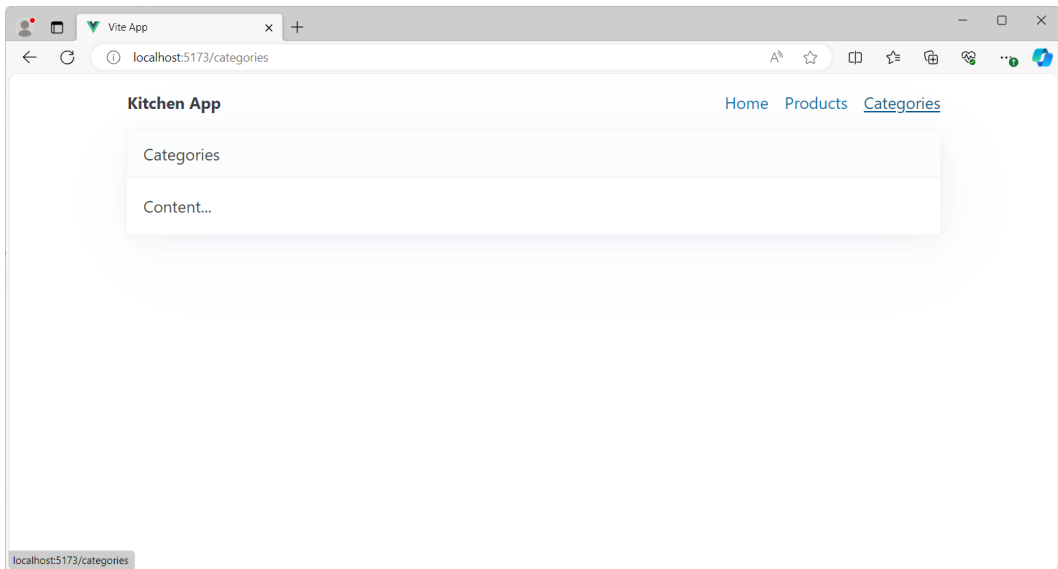 Vite App
localhost:5173/categories
Kitchen App
Home Products Categories
Categories
Content...
localhost:5173/categories